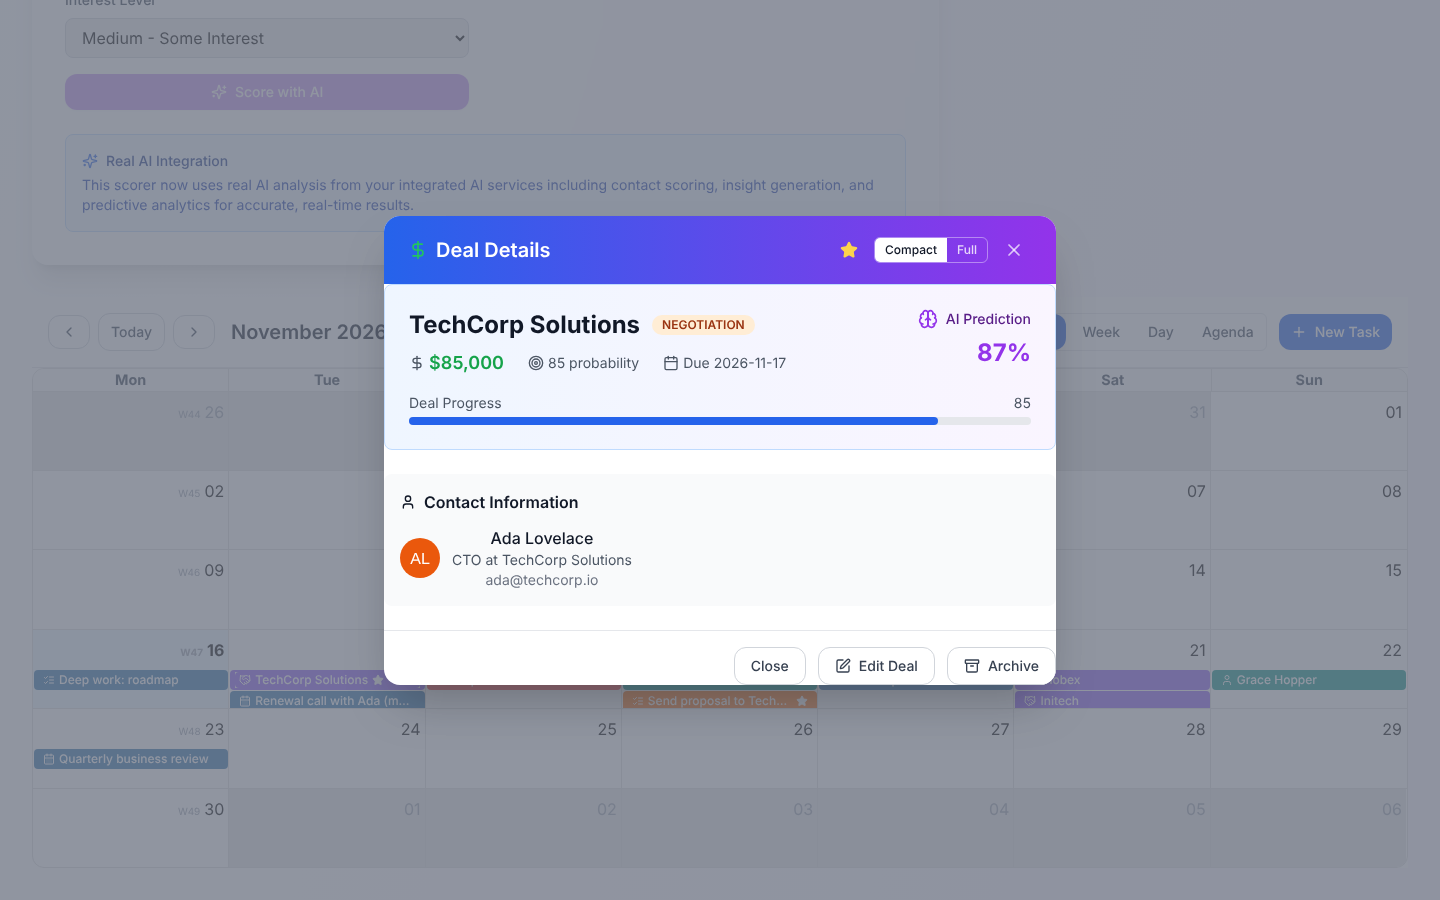 Interest Level
Medium - Some Interest
Score with AI
Real AI Integration
This scorer now uses real AI analysis from your integrated AI services including contact scoring, insight generation, and
predictive analytics for accurate, real-time results.
Deal Details
Compact
Full
TechCorp Solutions
NEGOTIATION
AI Prediction
87%
$85,000
85 probability
Due 2026-11-17
Deal Progress
85
Contact Information
AL
Ada Lovelace
CTO at TechCorp Solutions
ada@techcorp.io
Close
Edit Deal
Archive
Today
November 2026
Week
Day
Agenda
New Task
Mon
Tue
Sat
Sun
W44 26
31
01
W45 02
07
08
W46 09
14
15
W47 16
21
22
Deep work: roadmap
TechCorp Solutions
Grace Hopper
Renewal call with Ada (m...
Send proposal to Tech...
Initech
W48 23
24
25
26
27
28
29
Quarterly business review
W49 30
01
02
03
04
05
06